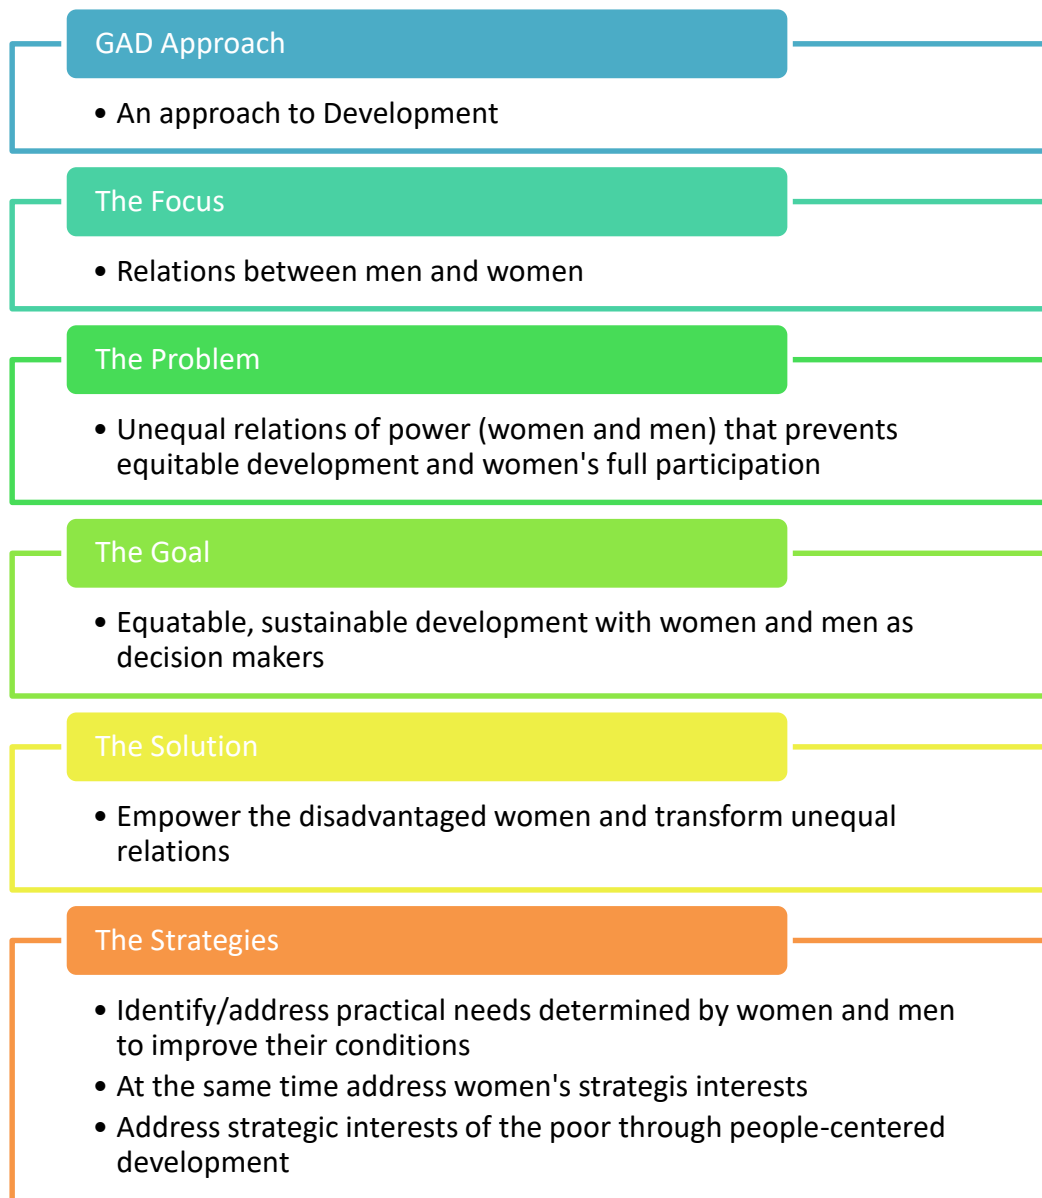 GAD Approach
• An approach to Development
The Focus
• Relations between men and women
The Problem
• Unequal relations of power (women and men) that prevents
equitable development and women's full participation
The Goal
• Equatable, sustainable development with women and men as
decision makers
The Solution
• Empower the disadvantaged women and transform unequal
relations
The Strategies
• Identify/address practical needs determined by women and men
to improve their conditions
• At the same time address women's strategis interests
• Address strategic interests of the poor through people-centered
development